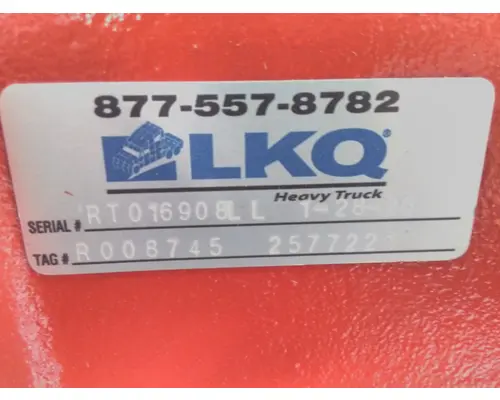 877-557-8782
LKQ®
Heavy Truck
SERIAL # RTO16908LL
TAG # R008745 257722